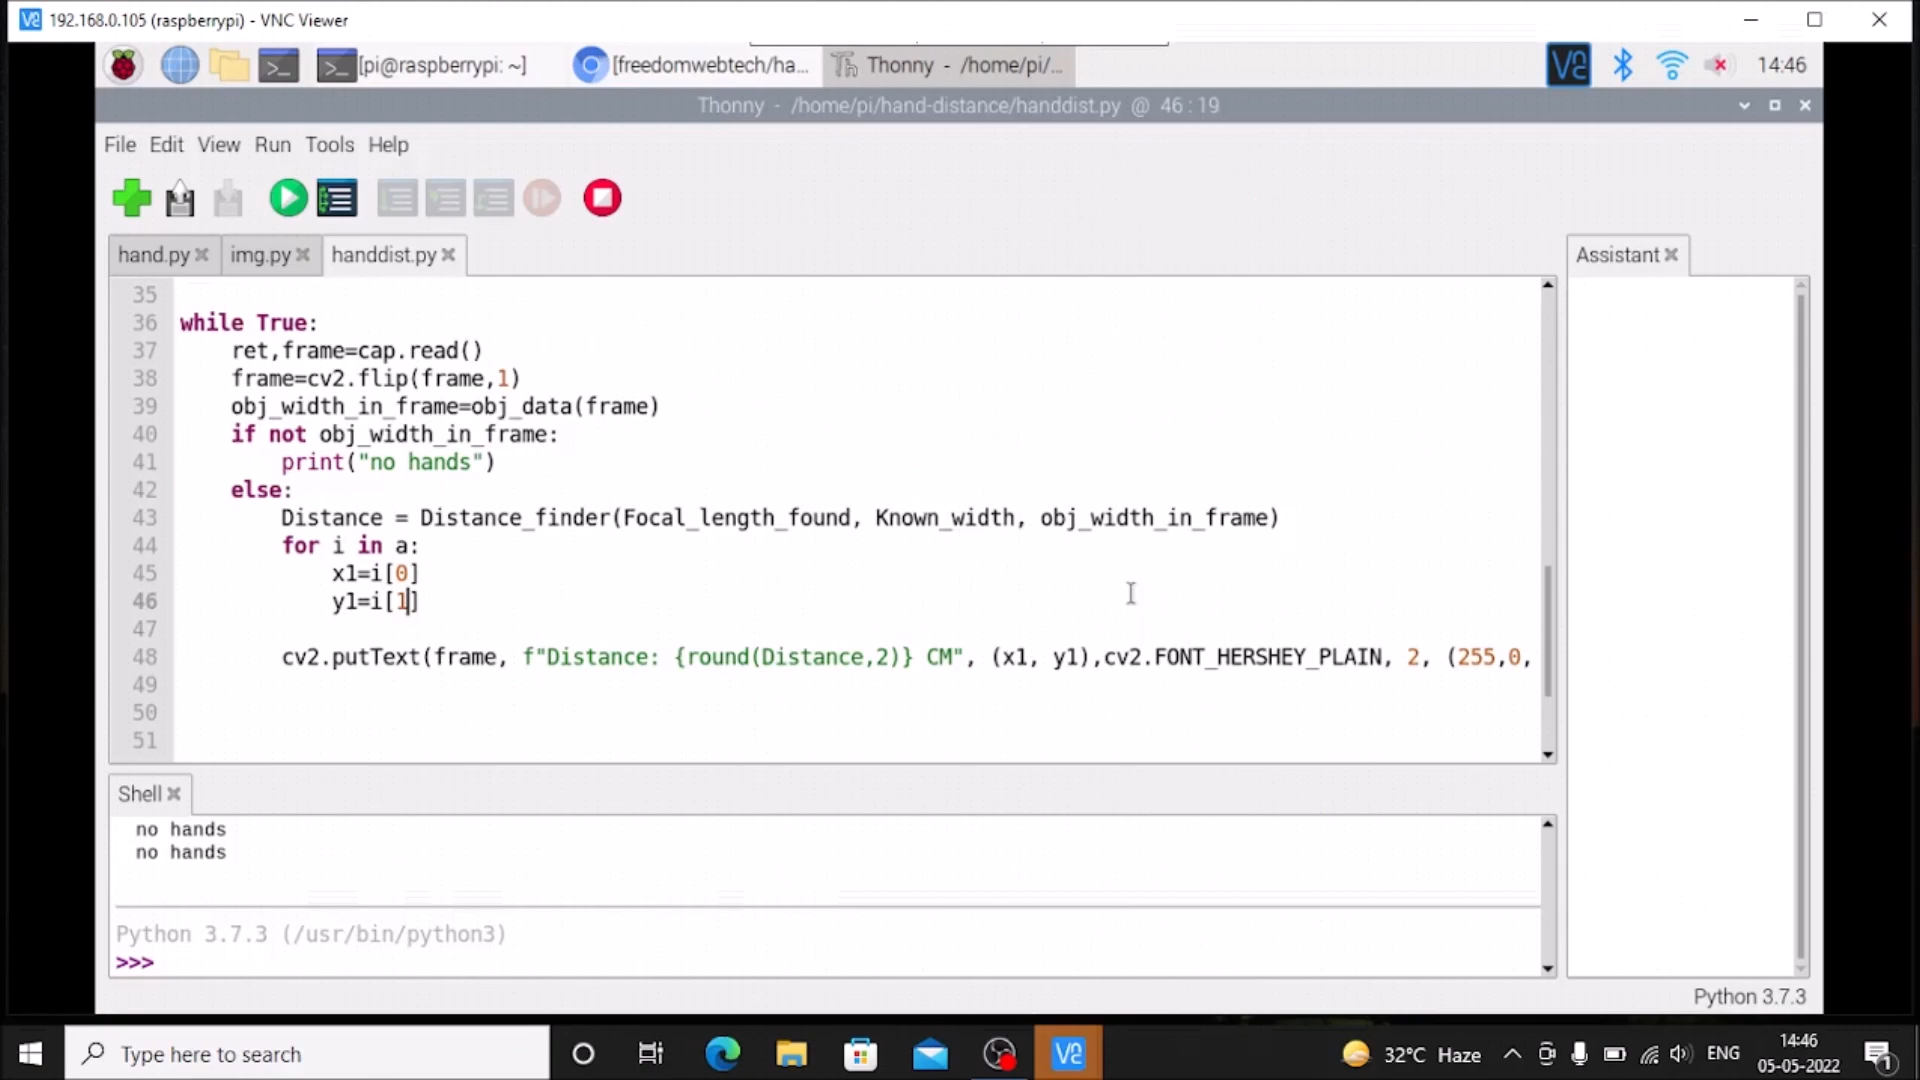 192.168.0.105 (raspberrypi) - VNC Viewer
[pi@raspberrypi: ~]
[freedomwebtech/ha...
Thonny - /home/pi/...
14:46
Thonny - /home/pi/hand-distance/handdist.py @ 46 : 19
File Edit View Run Tools Help
hand.py
img.py
handdist.py
Assistant
35
36 while True:
37     ret,frame=cap.read()
38     frame=cv2.flip(frame,1)
39     obj_width_in_frame=obj_data(frame)
40     if not obj_width_in_frame:
41         print("no hands")
42     else:
43         Distance = Distance_finder(Focal_length_found, Known_width, obj_width_in_frame)
44         for i in a:
45             x1=i[0]
46             y1=i[1]
47
48         cv2.putText(frame, f"Distance: {round(Distance,2)} CM", (x1, y1),cv2.FONT_HERSHEY_PLAIN, 2, (255,0,
49
50
51
Shell
no hands
no hands
Python 3.7.3 (/usr/bin/python3)
>>>
Python 3.7.3
Type here to search
32°C Haze
ENG
14:46
05-05-2022
1